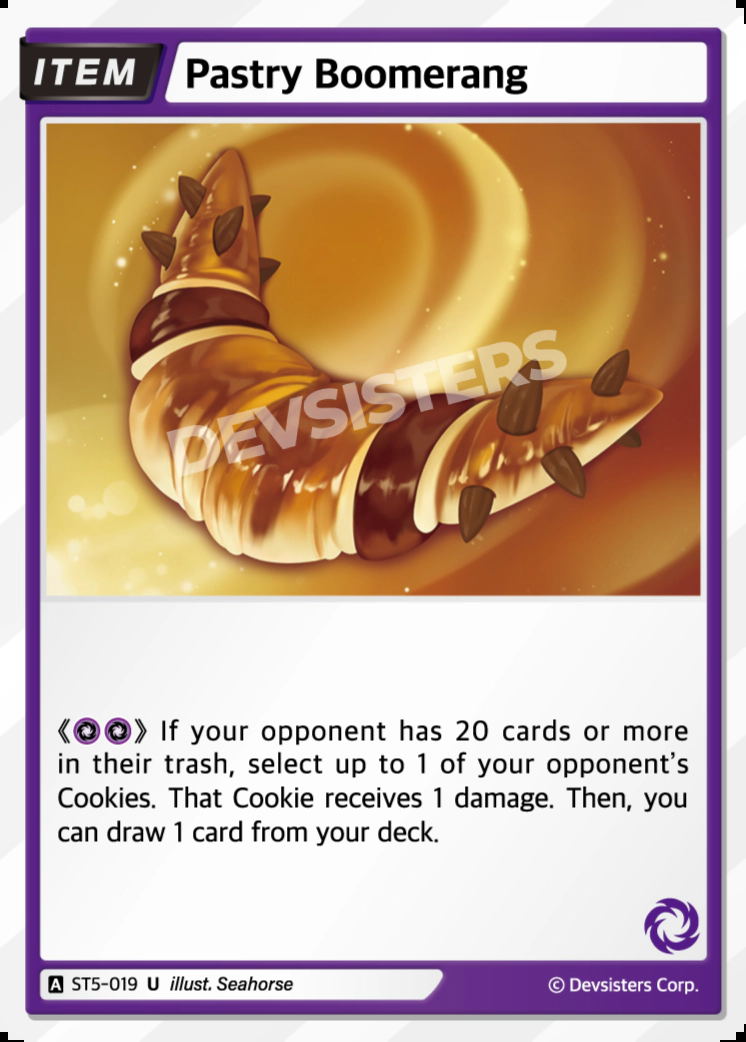 ITEM
Pastry Boomerang
DEVSISTERS
《 》 If your opponent has 20 cards or more
in their trash, select up to 1 of your opponent’s
Cookies. That Cookie receives 1 damage. Then, you
can draw 1 card from your deck.
A ST5-019 U illust. Seahorse
© Devsisters Corp.